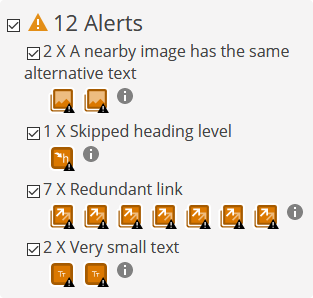 12 Alerts
2 X A nearby image has the same
alternative text
1 X Skipped heading level
7 X Redundant link
2 X Very small text